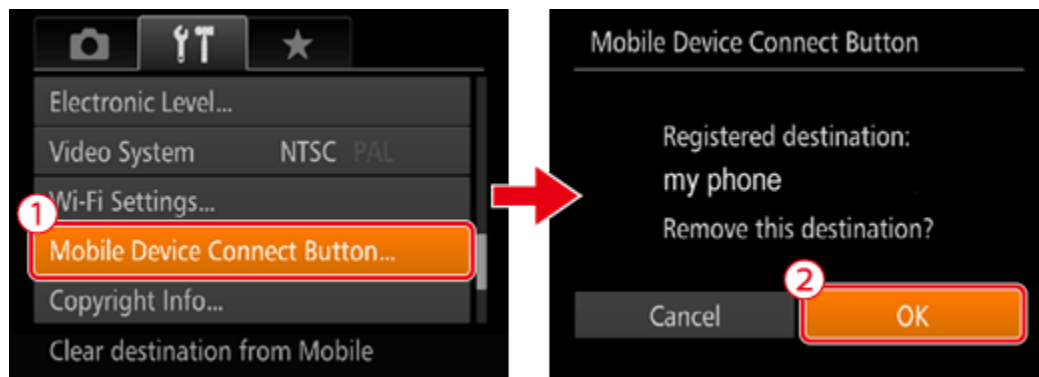 Electronic Level...
Video System NTSC PAL
Wi-Fi Settings...
1
Mobile Device Connect Button...
Copyright Info...
Clear destination from Mobile
Mobile Device Connect Button
Registered destination:
my phone
Remove this destination?
2
Cancel OK